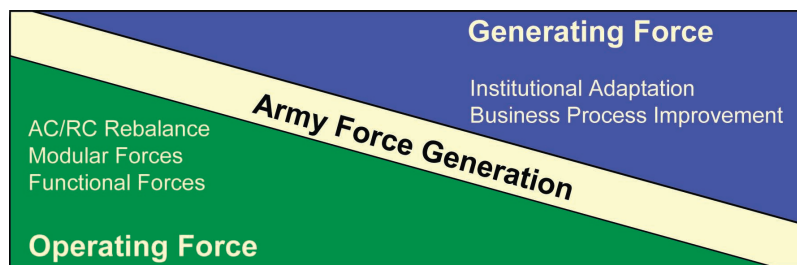 Generating Force
Institutional Adaptation
Business Process Improvement
Army Force Generation
AC/RC Rebalance
Modular Forces
Functional Forces
Operating Force